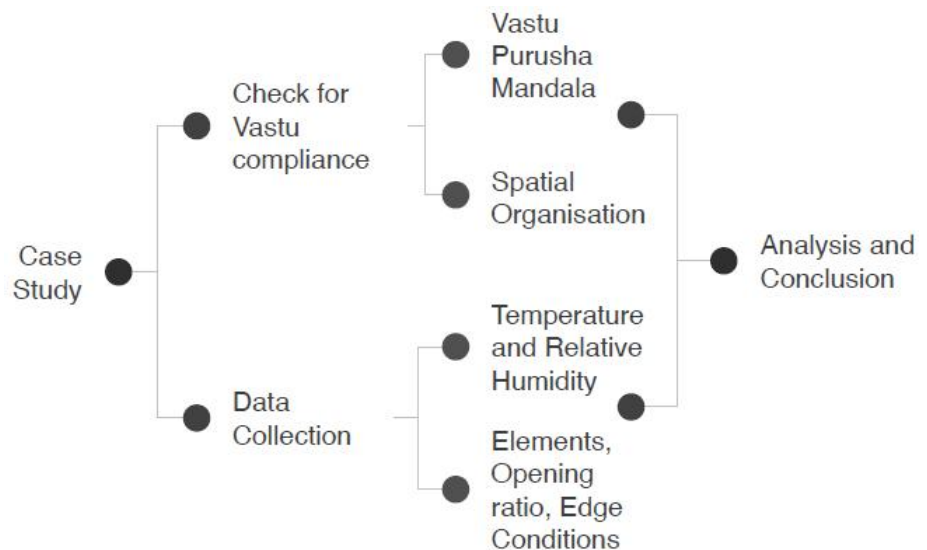 Case
Study
Check for
Vastu
compliance
Data
Collection
Vastu
Purusha
Mandala
Spatial
Organisation
Temperature
and Relative
Humidity
Elements,
Opening
ratio, Edge
Conditions
Analysis and
Conclusion